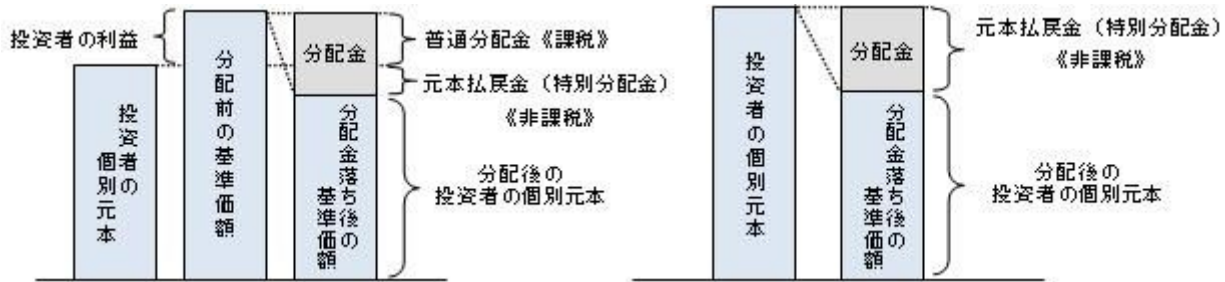 投資者の利益
投資者の
個別元本
分配前の基準価額
分配金
分配金落ち後の
基準価額
普通分配金《課税》
元本払戻金（特別分配金）
《非課税》
分配後の
投資者の個別元本
投資者の個別元本
分配金
分配金落ち後の
基準価額
元本払戻金（特別分配金）
《非課税》
分配後の
投資者の個別元本